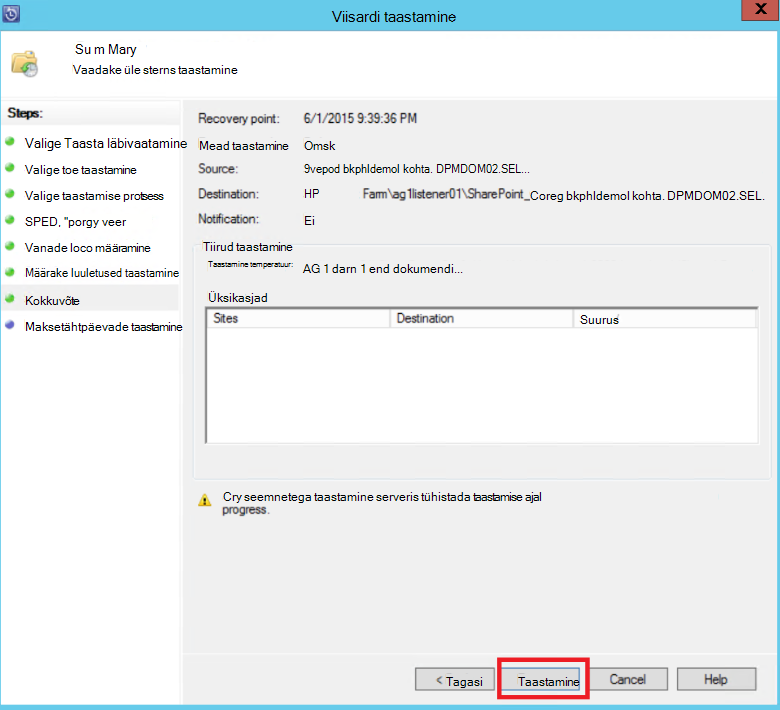 Viisardi taastamine
X
Su m Mary
Vaadake üle sterns taastamine
Steps:
Valige Taasta läbivaatamine
Valige toe taastamine
Valige taastamise protsess
SPED, "porgy veer
Vanade loco määramine
Määrake luuletused taastamine
Kokkuvõte
Maksetähtpäevade taastamine
Recovery point: 6/1/2015 9:39:36 PM
Mead taastamine Omsk
Source: 9vepod bkphldemol kohta. DPMDOM02.SEL...
Destination: HP Farm\ag1listener01\SharePoint_Coreg bkphldemol kohta. DPMDOM02.SEL.
Notification: Ei
Tiirud taastamine
Taastamine temperatuur: AG 1 darn 1 end dokumendi...
Üksikasjad
Sites Destination Suurus
Cry seemnetega taastamine serveris tühistada taastamise ajal
progress.
< Tagasi Taastamine Cancel Help